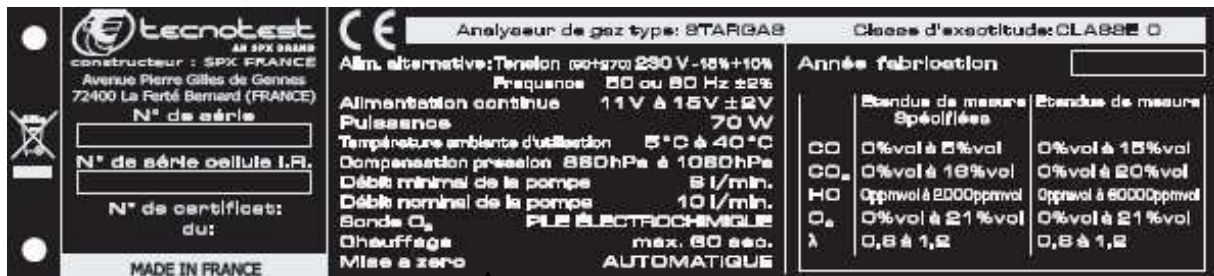 tecnotest
AN SPX BRAND
constructeur : SPX FRANCE
Avenue Pierre Gilles de Gennes
72400 La Ferté Bernard (FRANCE)
N° de série
N° de série cellule I.R.
N° de certificat:
du:
MADE IN FRANCE
CE
Analyseur de gaz type: STARGAS
Classe d'exactitude: CLASSE 0
Alim. alternative: Tension (90÷270) 230 V -15% +10%
Frequence 50 ou 60 Hz ±2%
Alimentation continue 11V à 15V ±2V
Puissance 70 W
Température ambiante d'utilisation 5°C à 40°C
Compensation pression 860hPa à 1060hPa
Débit minimal de la pompe 8 l/min.
Débit nominal de la pompe 10 l/min.
Sonde O₂ PILE ÉLECTROCHIMIQUE
Chauffage max. 60 sec.
Mise a zero AUTOMATIQUE
Année fabrication
Etendue de mesure Spécifiées
Etendue de mesure
CO 0%vol à 5%vol 0%vol à 15%vol
CO₂ 0%vol à 16%vol 0%vol à 20%vol
HC 0ppmvol à 2000ppmvol 0ppmvol à 30000ppmvol
O₂ 0%vol à 21%vol 0%vol à 21%vol
λ 0,8 à 1,2 0,8 à 1,2